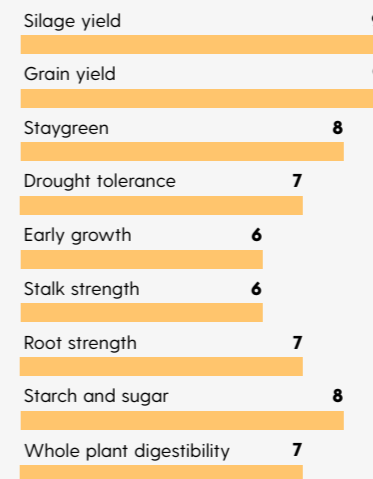 Silage yield
Grain yield
Staygreen 8
Drought tolerance 7
Early growth 6
Stalk strength 6
Root strength 7
Starch and sugar 8
Whole plant digestibility 7